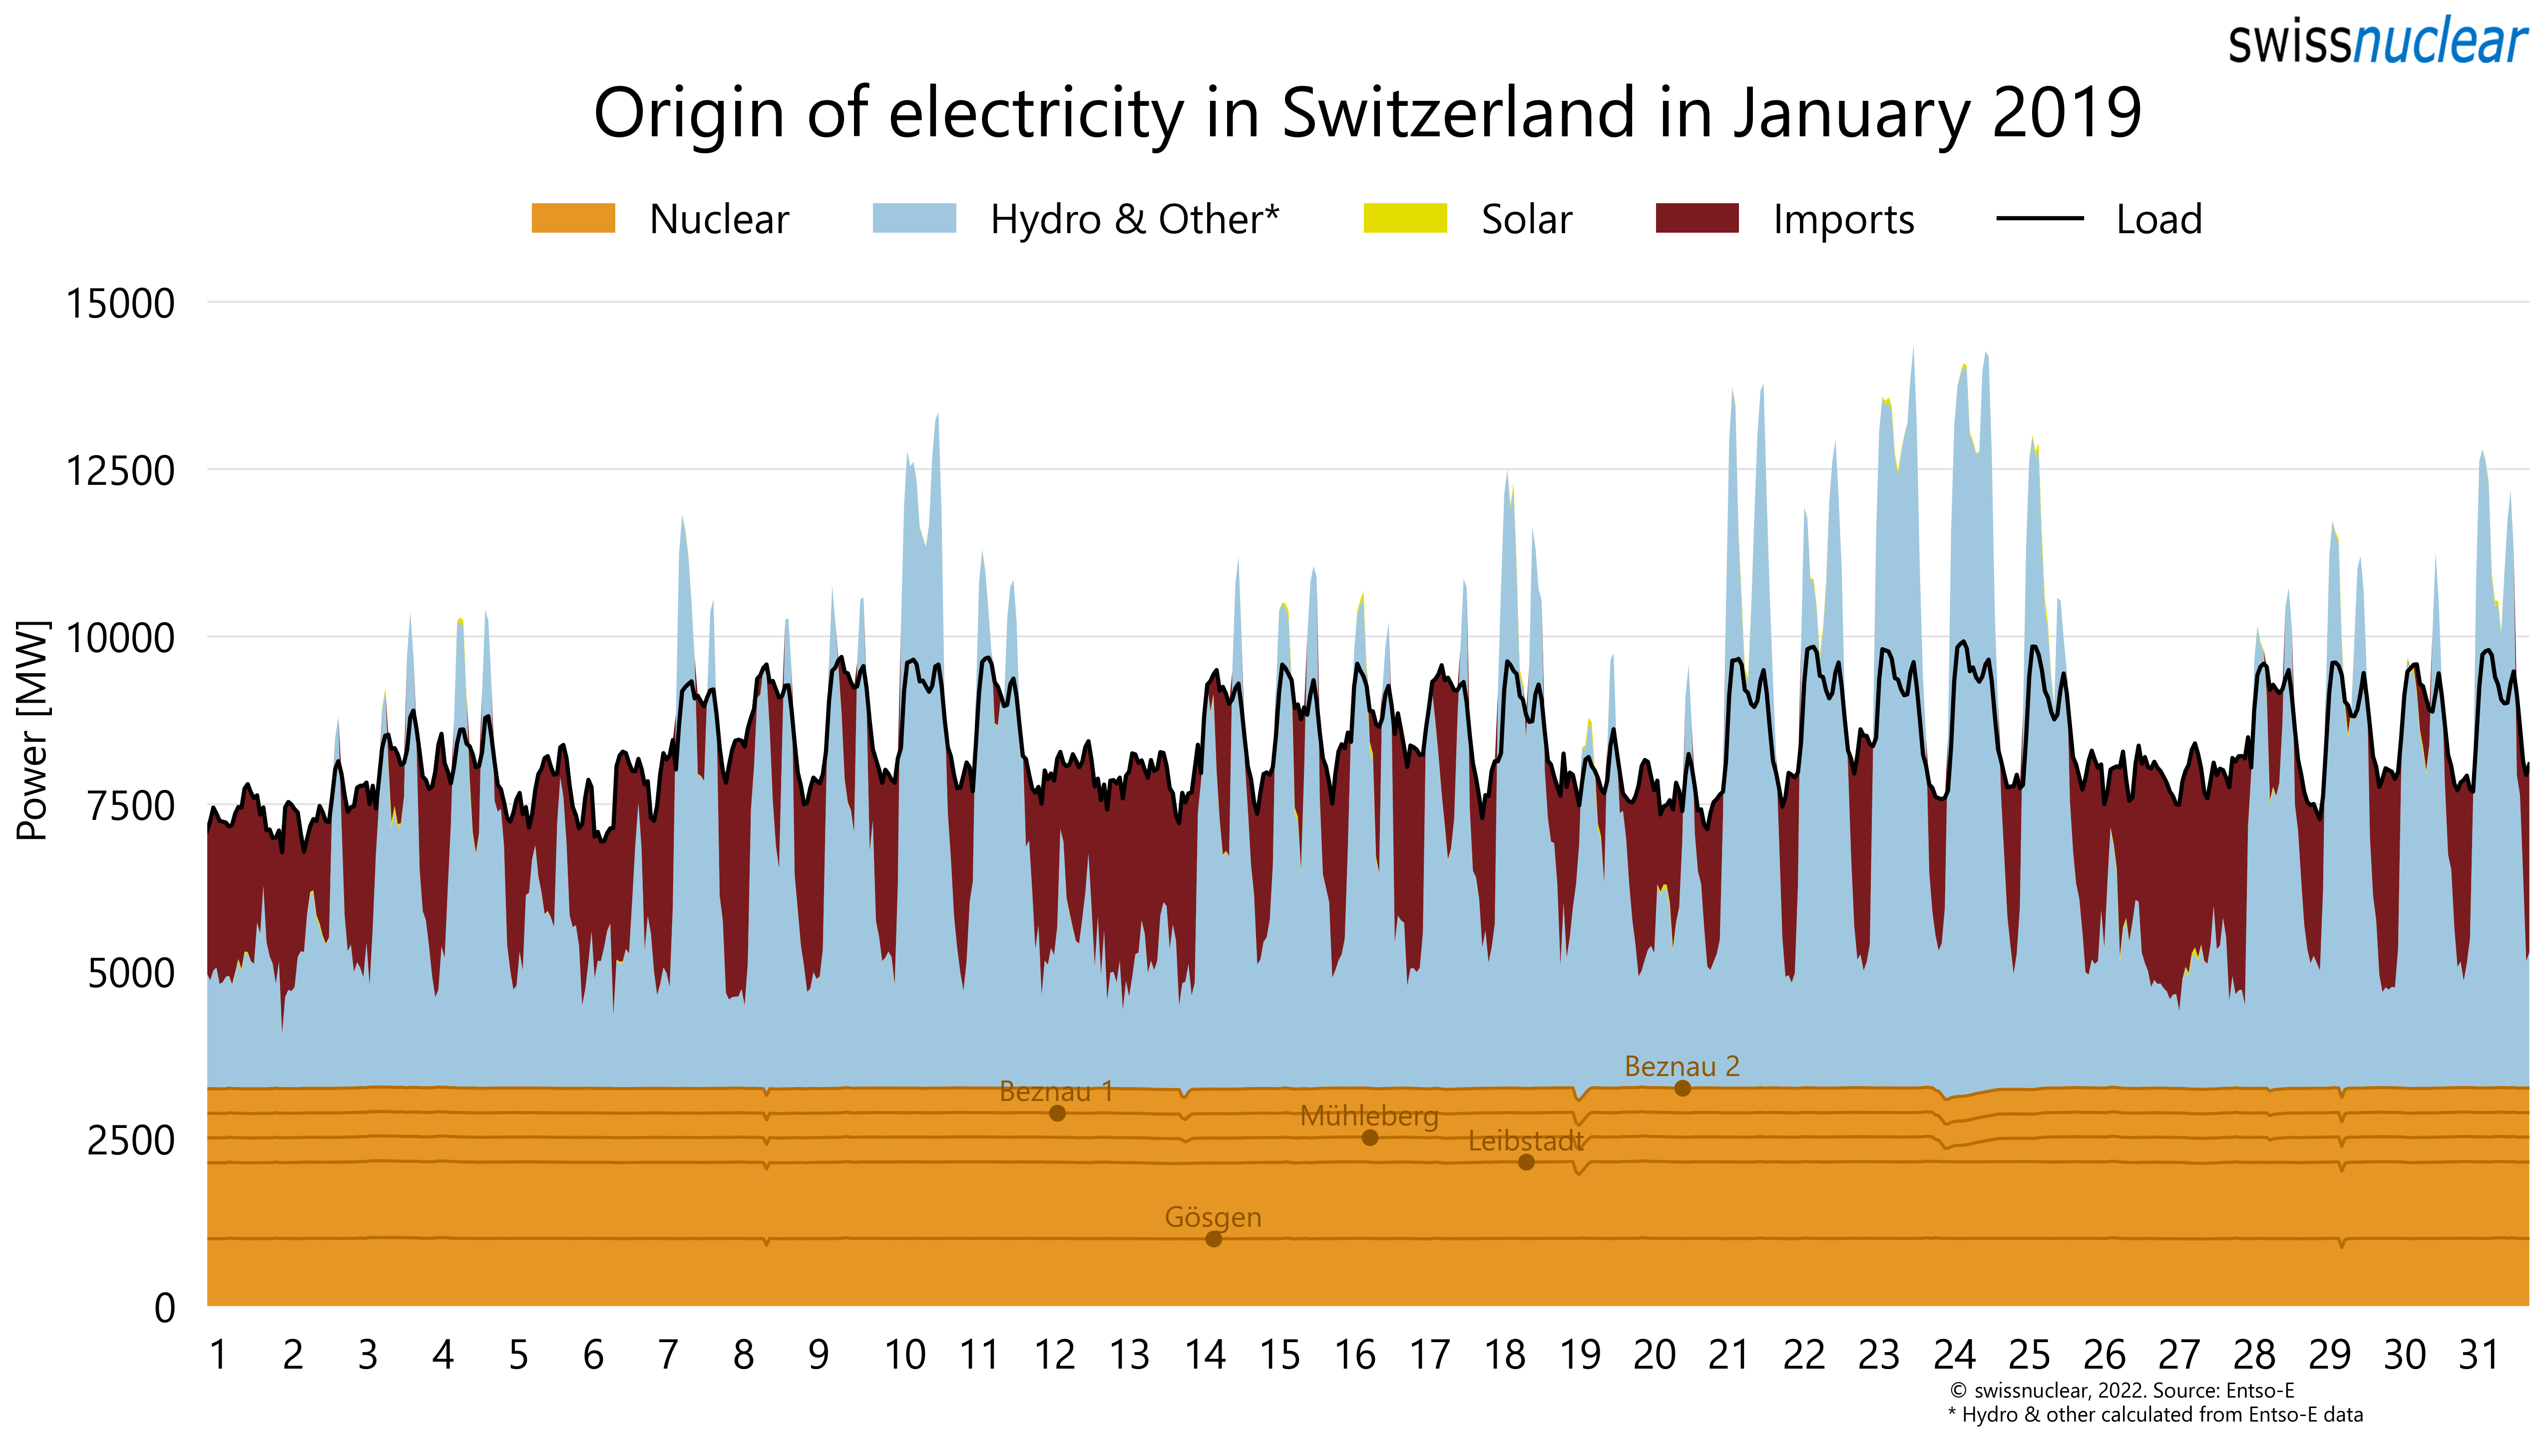 swissnuclear
Origin of electricity in Switzerland in January 2019
Nuclear Hydro & Other* Solar Imports Load
Power [MW]
15000
12500
10000
7500
5000
2500
0
Beznau 2
Beznau 1
Mühleberg
Leibstadt
Gösgen
1 2 3 4 5 6 7 8 9 10 11 12 13 14 15 16 17 18 19 20 21 22 23 24 25 26 27 28 29 30 31
© swissnuclear, 2022. Source: Entso-E
* Hydro & other calculated from Entso-E data